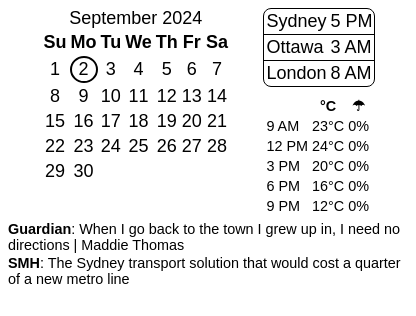 September 2024
Su Mo Tu We Th Fr Sa
1 2 3 4 5 6 7
8 9 10 11 12 13 14
15 16 17 18 19 20 21
22 23 24 25 26 27 28
29 30
Sydney 5 PM
Ottawa 3 AM
London 8 AM
°C ☂
9 AM 23°C 0%
12 PM 24°C 0%
3 PM 20°C 0%
6 PM 16°C 0%
9 PM 12°C 0%
Guardian: When I go back to the town I grew up in, I need no
directions | Maddie Thomas
SMH: The Sydney transport solution that would cost a quarter
of a new metro line